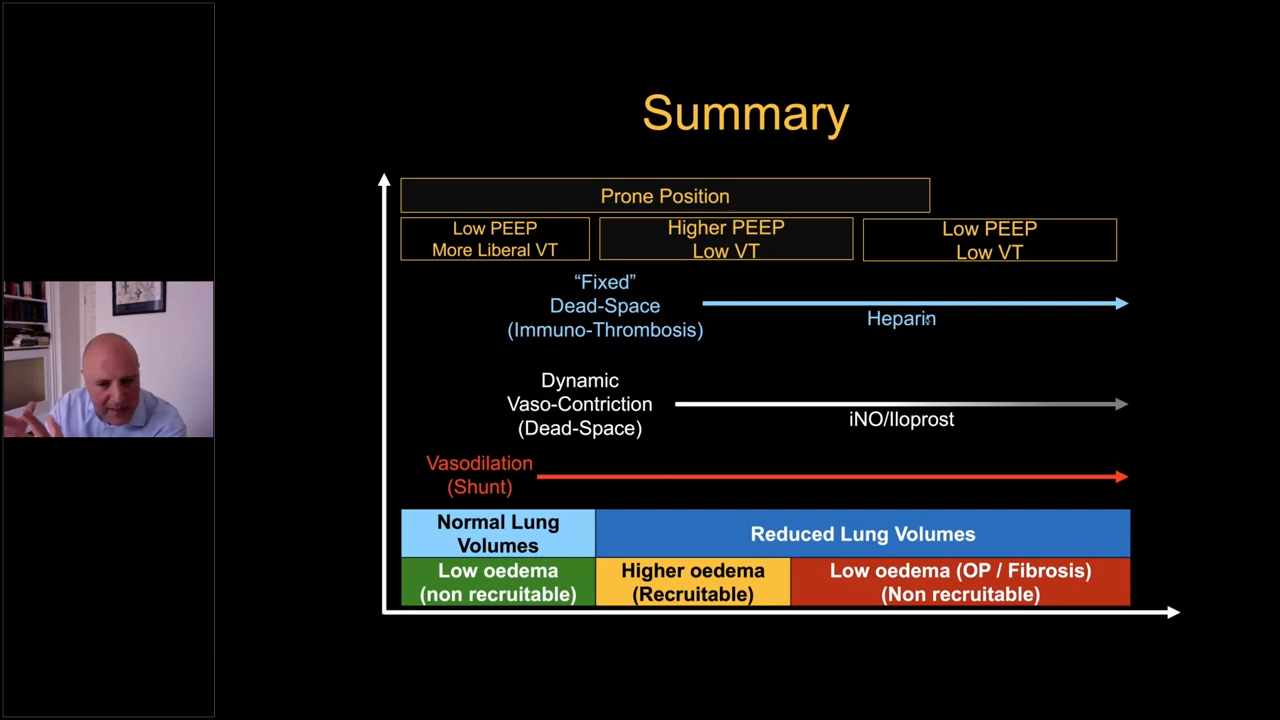 Summary
Prone Position
Low PEEP
More Liberal VT
Higher PEEP
Low VT
Low PEEP
Low VT
“Fixed”
Dead-Space
(Immuno-Thrombosis)
Heparin
Dynamic
Vaso-Contriction
(Dead-Space)
iNO/Iloprost
Vasodilation
(Shunt)
Normal Lung
Volumes
Reduced Lung Volumes
Low oedema
(non recruitable)
Higher oedema
(Recruitable)
Low oedema (OP / Fibrosis)
(Non recruitable)